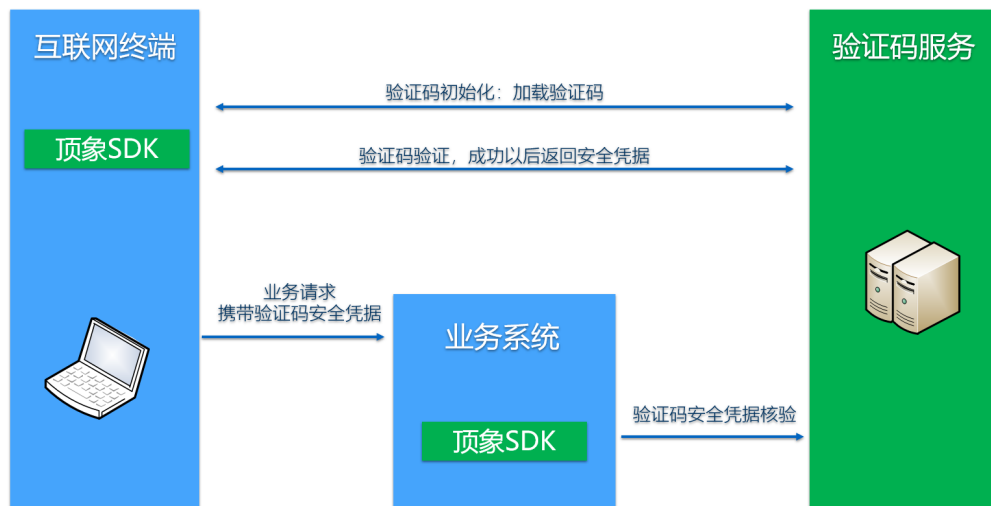 互联网终端
验证码服务
验证码初始化：加载验证码
顶象SDK
验证码验证，成功以后返回安全凭据
业务请求
携带验证码安全凭据
业务系统
验证码安全凭据核验
顶象SDK